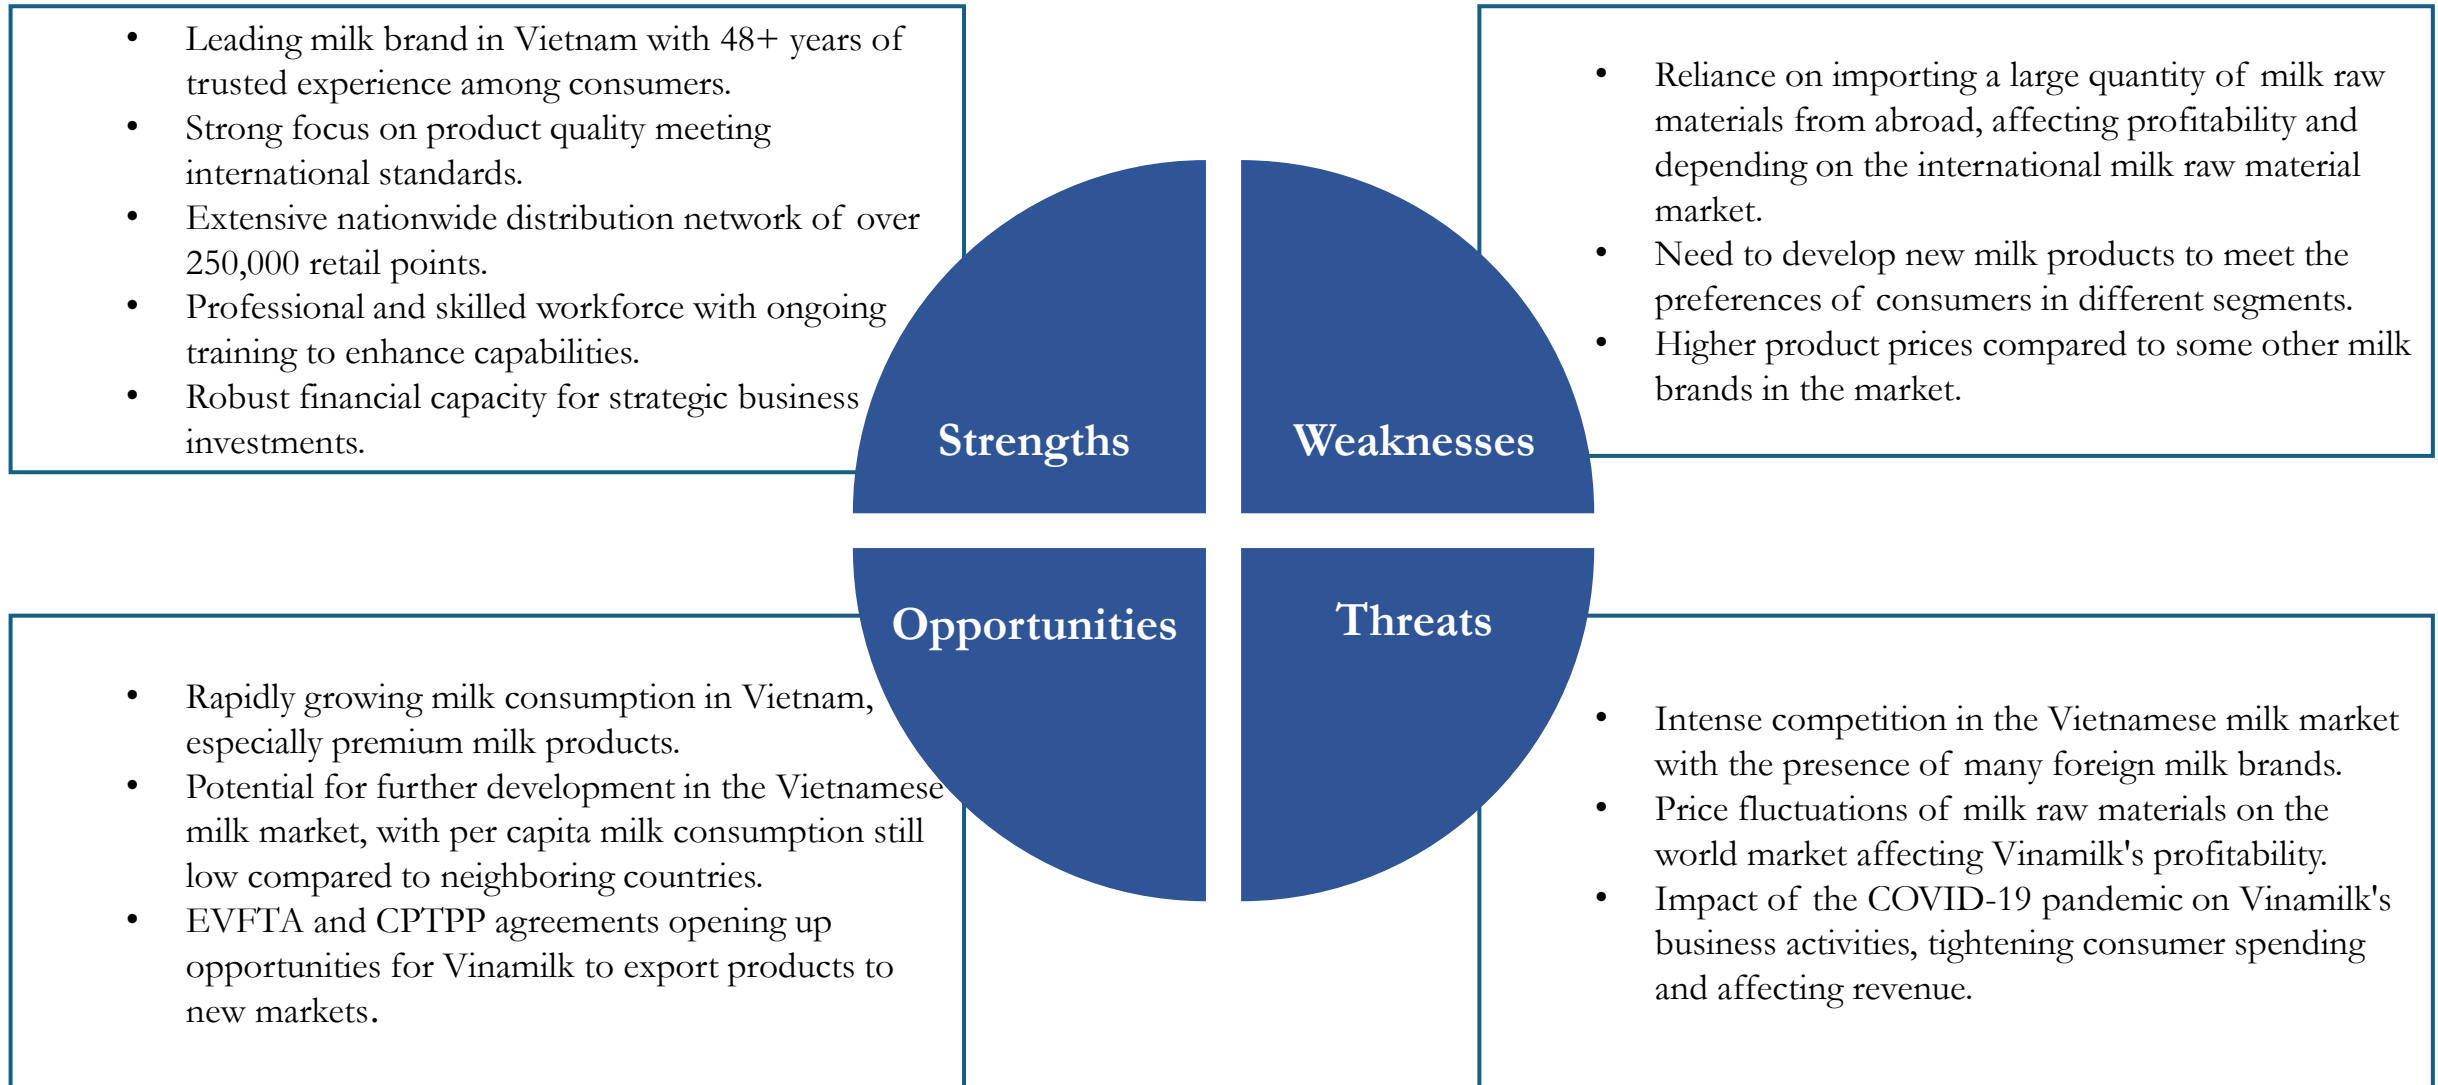 • Leading milk brand in Vietnam with 48+ years of
trusted experience among consumers.
• Strong focus on product quality meeting
international standards.
• Extensive nationwide distribution network of over
250,000 retail points.
• Professional and skilled workforce with ongoing
training to enhance capabilities.
• Robust financial capacity for strategic business
investments.
Strengths
• Reliance on importing a large quantity of milk raw
materials from abroad, affecting profitability and
depending on the international milk raw material
market.
• Need to develop new milk products to meet the
preferences of consumers in different segments.
• Higher product prices compared to some other milk
brands in the market.
Weaknesses
Opportunities
• Rapidly growing milk consumption in Vietnam,
especially premium milk products.
• Potential for further development in the Vietnamese
milk market, with per capita milk consumption still
low compared to neighboring countries.
• EVFTA and CPTPP agreements opening up
opportunities for Vinamilk to export products to
new markets.
Threats
• Intense competition in the Vietnamese milk market
with the presence of many foreign milk brands.
• Price fluctuations of milk raw materials on the
world market affecting Vinamilk's profitability.
• Impact of the COVID-19 pandemic on Vinamilk's
business activities, tightening consumer spending
and affecting revenue.